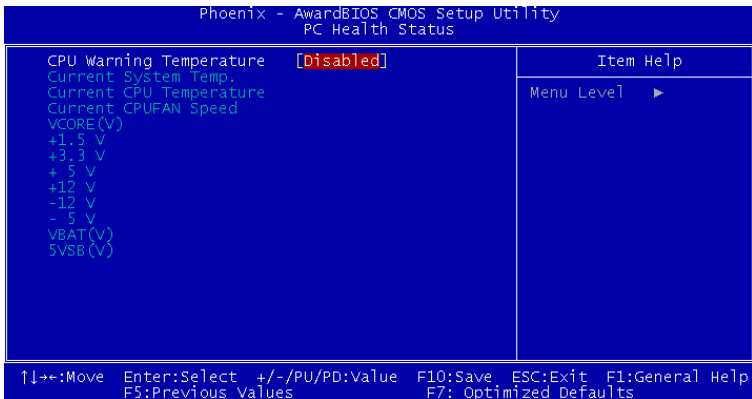 Phoenix - AwardBIOS CMOS Setup Utility
PC Health Status
CPU Warning Temperature [Disabled]
Current System Temp.
Current CPU Temperature
Current CPUFAN Speed
VCORE(V)
+1.5 V
+3.3 V
+ 5 V
+12 V
-12 V
- 5 V
VBAT(V)
5VSB(V)
Item Help
Menu Level ►
↑↓→←:Move Enter:Select +/-/PU/PD:Value F10:Save ESC:Exit F1:General Help
F5:Previous Values F7: Optimized Defaults